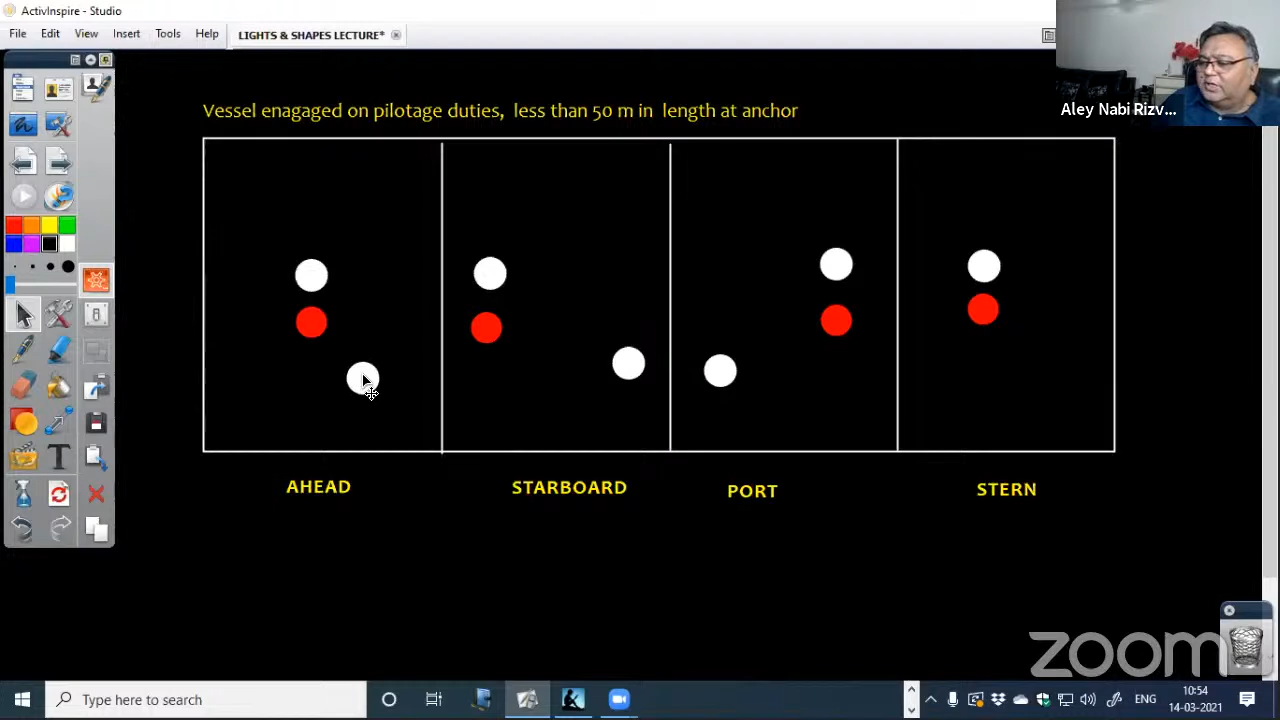 ActivInspire - Studio
File Edit View Insert Tools Help LIGHTS & SHAPES LECTURE*
Aley Nabi Rizv...
Vessel enagaged on pilotage duties, less than 50 m in length at anchor
AHEAD STARBOARD PORT STERN
zoom
Type here to search
ENG
10:54
14-03-2021